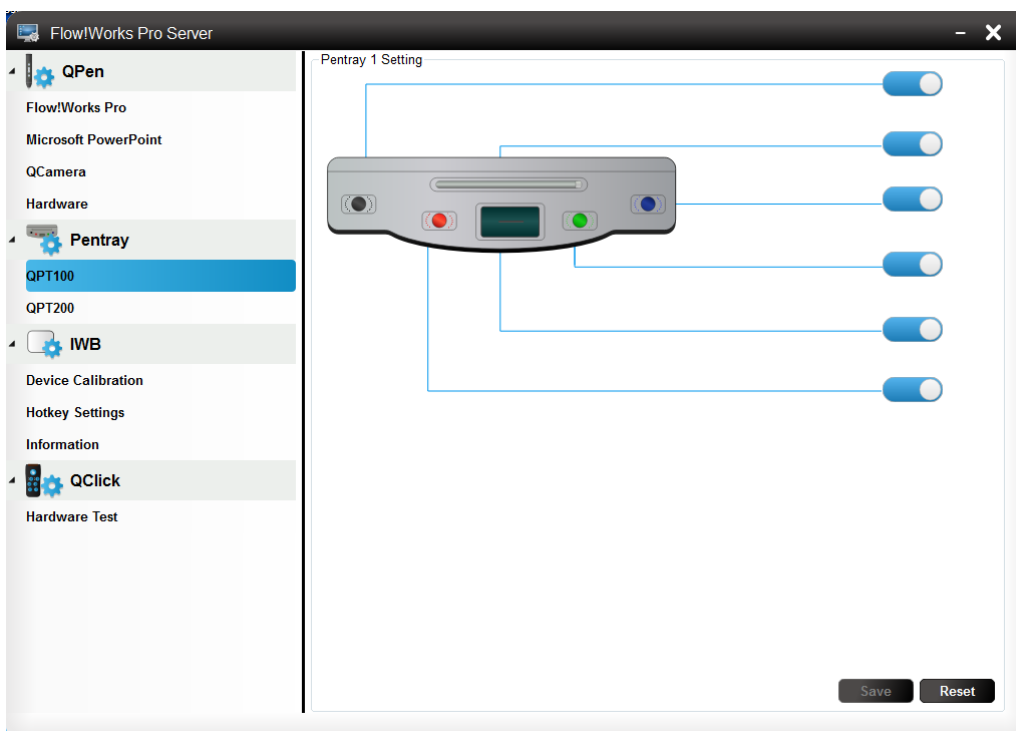 Flow!Works Pro Server
QPen
Flow!Works Pro
Microsoft PowerPoint
QCamera
Hardware
Pentray
QPT100
QPT200
IWB
Device Calibration
Hotkey Settings
Information
QClick
Hardware Test
Pentray 1 Setting
Save
Reset